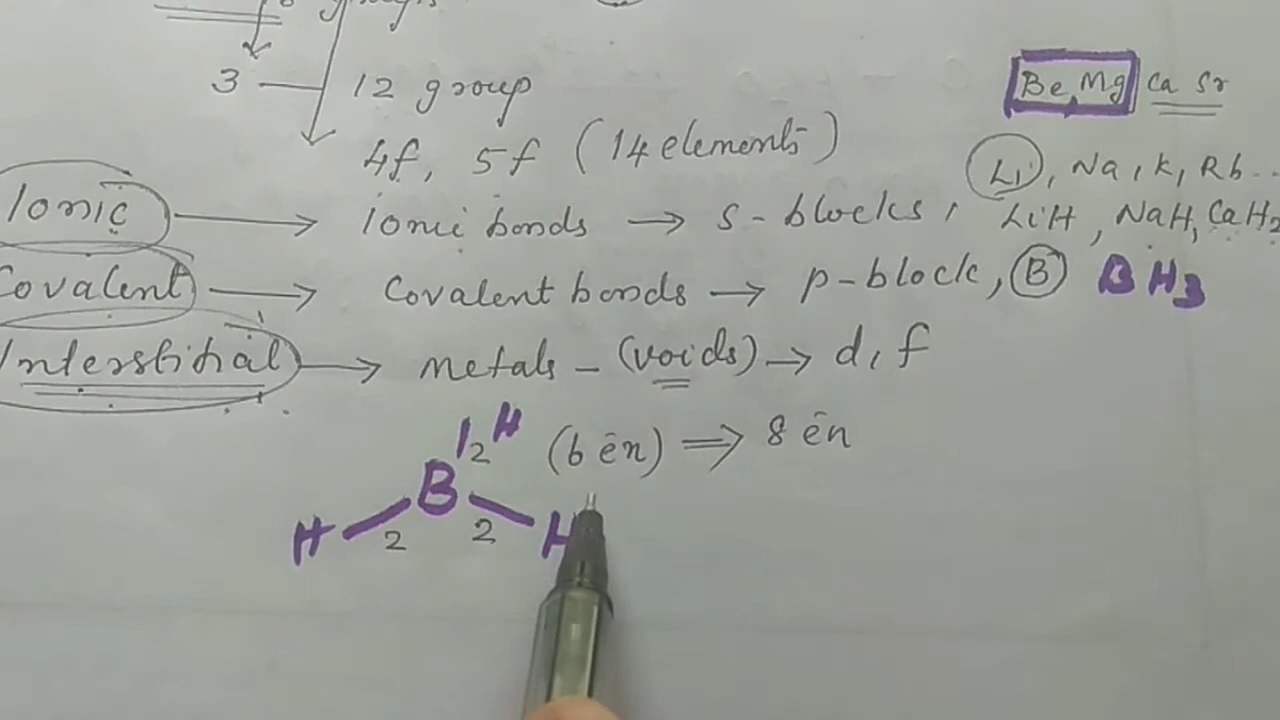 3 — 12 group
Be, Mg Ca Sr
4f, 5f (14 elements)
Li, Na, K, Rb...
Ionic → Ionic bonds → s-blocks, LiH, NaH, CaH2
Covalent → Covalent bonds → p-block, B BH3
Interstitial → metals - (voids) → d, f
H
2 (6 ēn) ⇒ 8 ēn
B
H 2 2 H